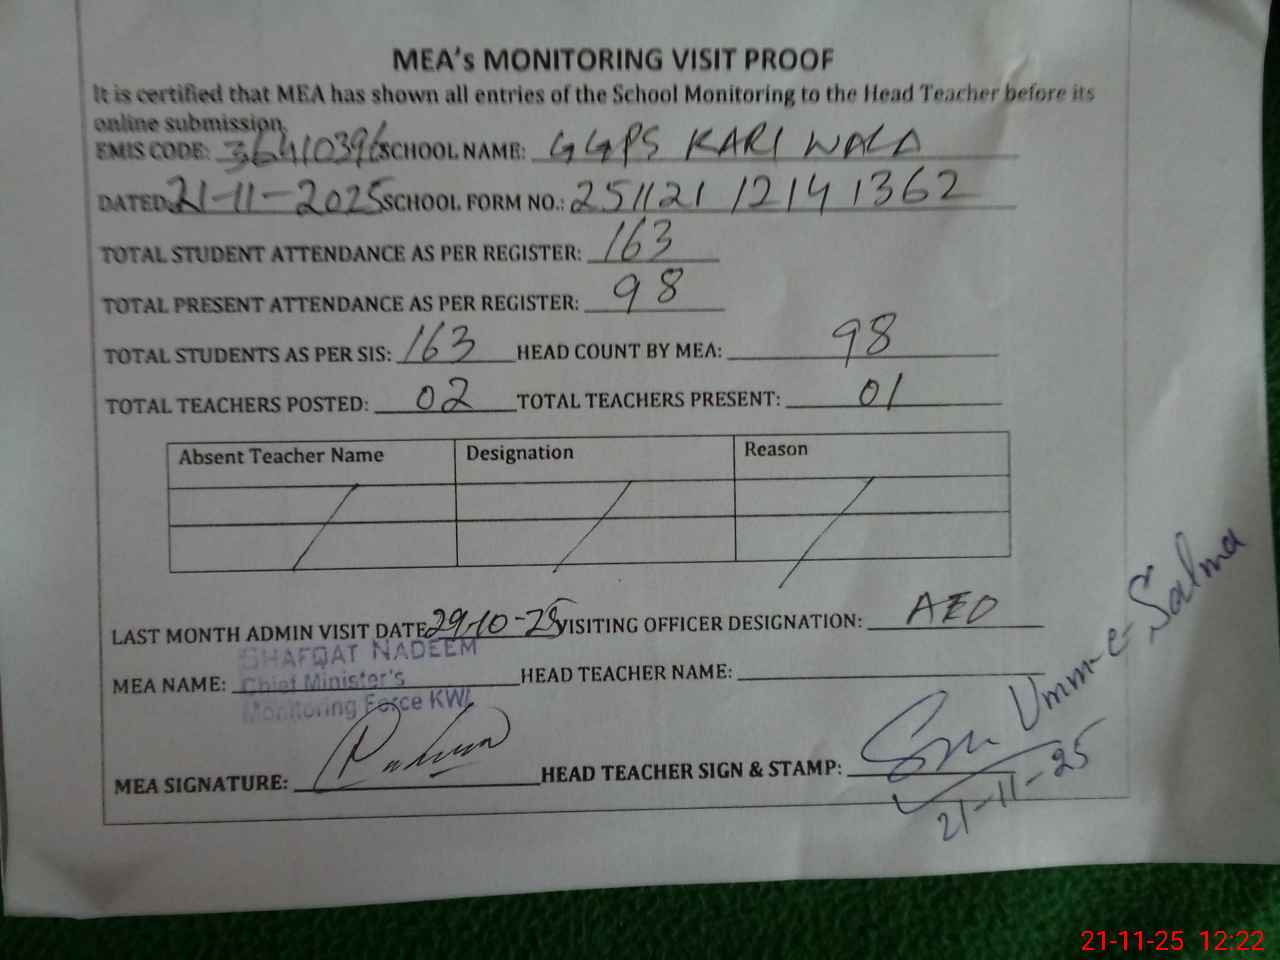 MEA's MONITORING VISIT PROOF
It is certified that MEA has shown all entries of the School Monitoring to the Head Teacher before its
online submission.
EMIS CODE: 36410396 SCHOOL NAME: GGPS KARI WALA
DATED 21-11-2025 SCHOOL FORM NO.: 251121 12141362
TOTAL STUDENT ATTENDANCE AS PER REGISTER: 163
TOTAL PRESENT ATTENDANCE AS PER REGISTER: 98
TOTAL STUDENTS AS PER SIS: 163 HEAD COUNT BY MEA: 98
TOTAL TEACHERS POSTED: 02 TOTAL TEACHERS PRESENT: 01
Absent Teacher Name Designation Reason
LAST MONTH ADMIN VISIT DATE 29-10-25 VISITING OFFICER DESIGNATION: AEO
SHAFQAT NADEEM
MEA NAME: Chief Minister's HEAD TEACHER NAME:
Monitoring Force KWL
Umm-e-Salma
MEA SIGNATURE: HEAD TEACHER SIGN & STAMP:
21-11-25
21-11-25 12:22